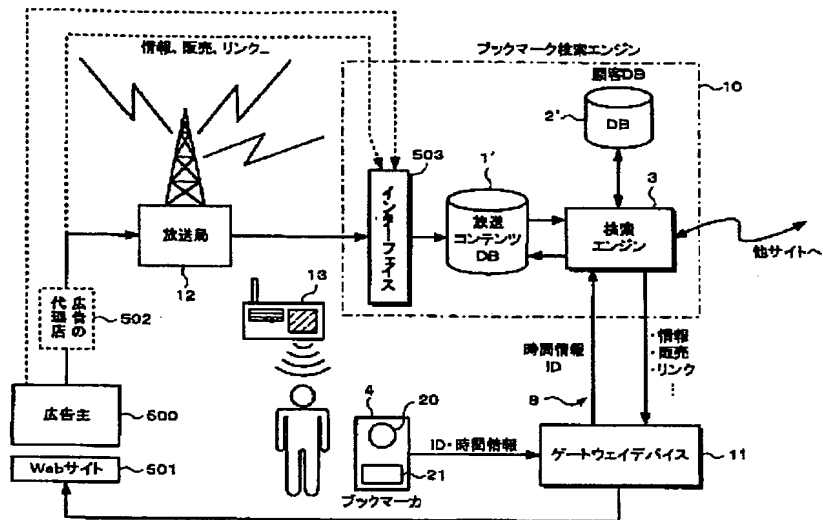 情報、販売、リンク...
ブックマーク検索エンジン
10
顧客DB
2'
DB
503
1'
3
インターフェイス
放送
コンテンツ
DB
検索
エンジン
他サイトへ
放送局
12
13
広告の
代理店
502
時間情報
ID
・情報
・販売
・リンク
⋮
8
広告主
500
4
20
ID・時間情報
ゲートウェイデバイス
11
Webサイト
501
21
ブックマーカ